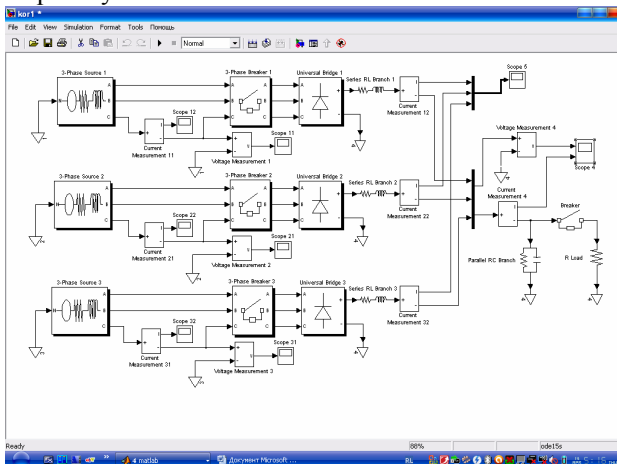 kor1 *
File Edit View Simulation Format Tools Помощь
Normal
3-Phase Source 1
3-Phase Breaker 1
Universal Bridge 1
Series RL Branch 1
Scope 5
N A B C
A B C A B C
A B C + -
Scope 12
Scope 11
Current Measurement 11
Voltage Measurement 1
Current Measurement 12
Voltage Measurement 4
Scope 4
3-Phase Source 2
3-Phase Breaker 2
Universal Bridge 2
Series RL Branch 2
Current Measurement 4
Breaker
N A B C
A B C A B C
A B C + -
Scope 22
Scope 21
Current Measurement 21
Voltage Measurement 2
Current Measurement 22
Parallel RC Branch
R Load
3-Phase Source 3
3-Phase Breaker 3
Universal Bridge 3
Series RL Branch 3
N A B C
A B C A B C
A B C + -
Scope 32
Scope 31
Current Measurement 31
Voltage Measurement 3
Current Measurement 32
Ready
88%
ode15s
4 matlab
Документ Microsoft ...
RL
5:15